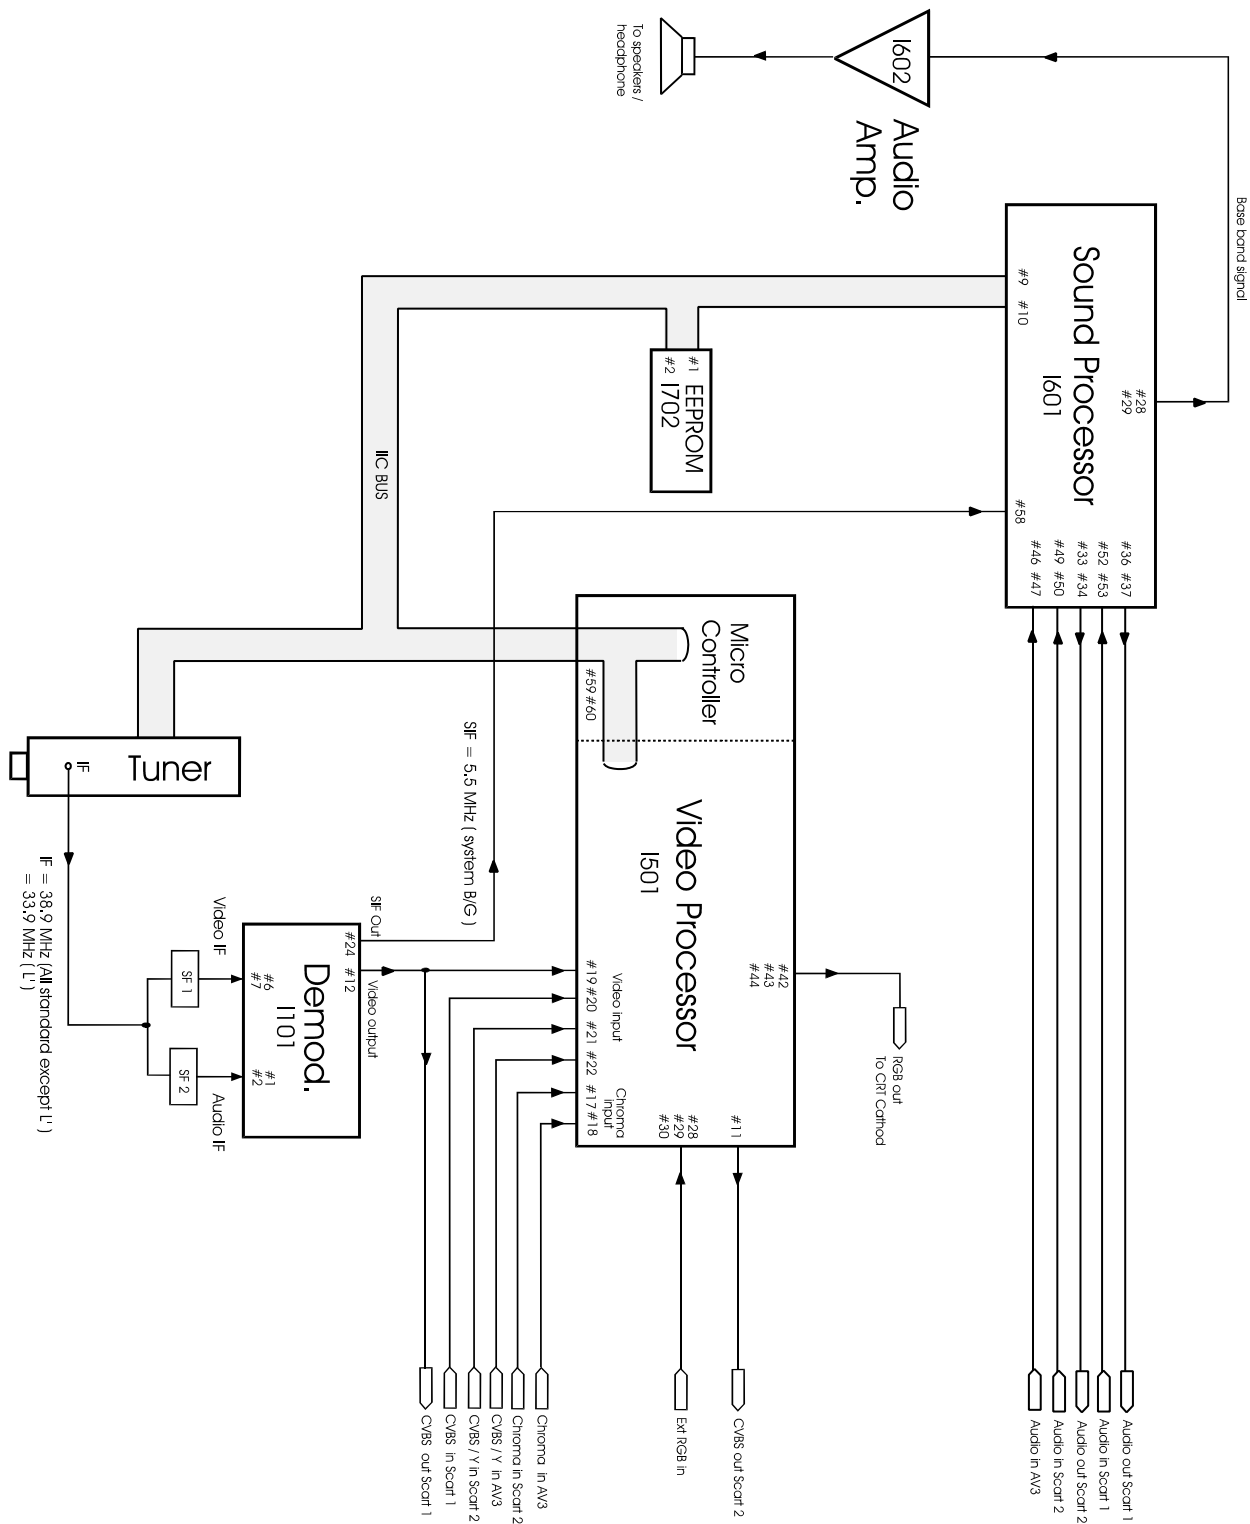 Base band signal
I602
Audio
Amp.
To speakers /
headphone
Sound Processor
I601
#9 #10
#28
#29
#58
#36 #37
#52 #53
#33 #34
#49 #50
#46 #47
Audio out Scart 1
Audio in Scart 1
Audio out Scart 2
Audio in Scart 2
Audio in AV3
EEPROM
I702
#1
#2
IIC BUS
Micro
Controller
#59 #60
Video Processor
I501
#42
#43
#44
RGB out
To CRT Cathod
#11
#28
#29
#30
CVBS out Scart 2
Ext RGB in
Video input
Chroma
input
#19 #20 #21 #22 #17 #18
Chroma in AV3
Chroma in Scart 2
CVBS / Y in AV3
CVBS / Y in Scart 2
CVBS in Scart 1
CVBS out Scart 1
SIF = 5.5 MHz ( system B/G )
SIF Out
Video output
#24 #12
Demod.
I101
#6
#7
#1
#2
Video IF
Audio IF
SF 1
SF 2
Tuner
IF
IF = 38.9 MHz (All standard except L' )
= 33.9 MHz ( L' )